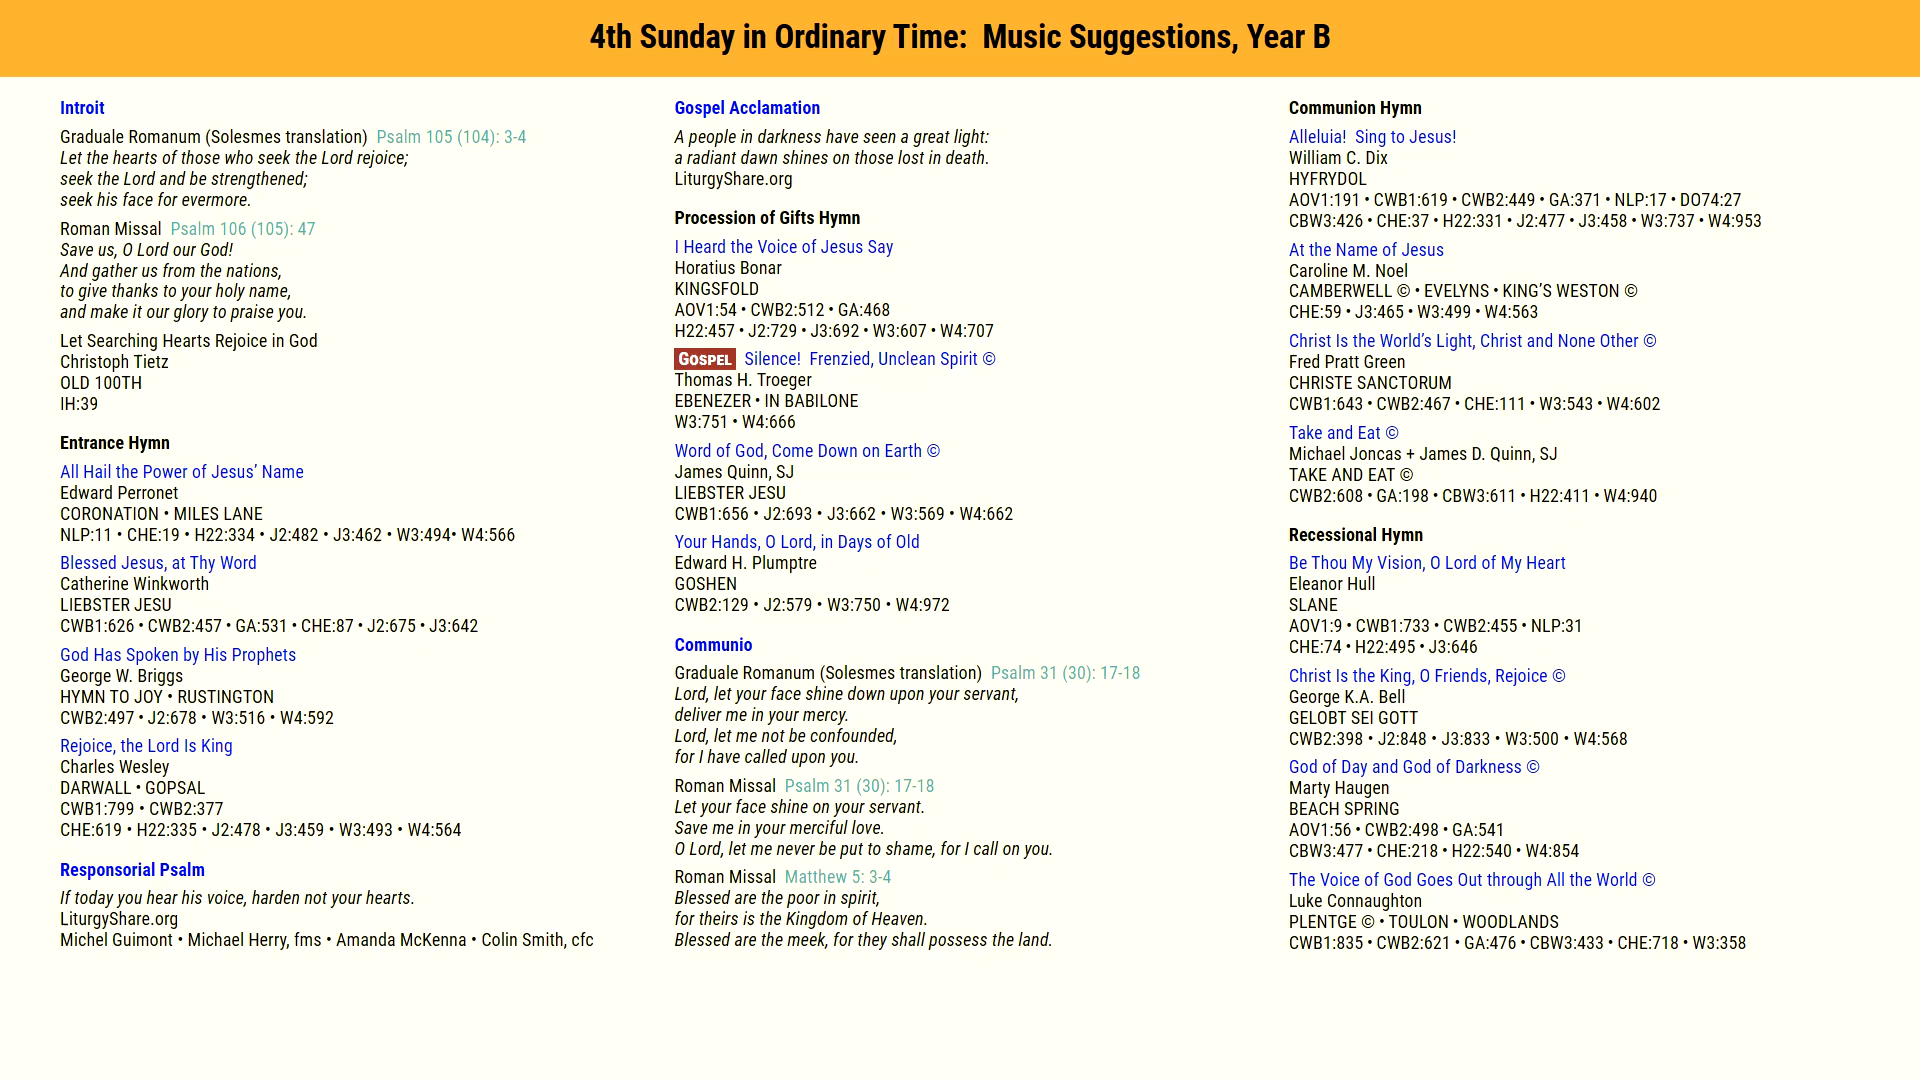 4th Sunday in Ordinary Time:  Music Suggestions, Year B
Introit
Graduale Romanum (Solesmes translation)  Psalm 105 (104): 3-4
Let the hearts of those who seek the Lord rejoice;
seek the Lord and be strengthened;
seek his face for evermore.
Roman Missal  Psalm 106 (105): 47
Save us, O Lord our God!
And gather us from the nations,
to give thanks to your holy name,
and make it our glory to praise you.
Let Searching Hearts Rejoice in God
Christoph Tietz
OLD 100TH
IH:39
Entrance Hymn
All Hail the Power of Jesus’ Name
Edward Perronet
CORONATION • MILES LANE
NLP:11 • CHE:19 • H22:334 • J2:482 • J3:462 • W3:494• W4:566
Blessed Jesus, at Thy Word
Catherine Winkworth
LIEBSTER JESU
CWB1:626 • CWB2:457 • GA:531 • CHE:87 • J2:675 • J3:642
God Has Spoken by His Prophets
George W. Briggs
HYMN TO JOY • RUSTINGTON
CWB2:497 • J2:678 • W3:516 • W4:592
Rejoice, the Lord Is King
Charles Wesley
DARWALL • GOPSAL
CWB1:799 • CWB2:377
CHE:619 • H22:335 • J2:478 • J3:459 • W3:493 • W4:564
Responsorial Psalm
If today you hear his voice, harden not your hearts.
LiturgyShare.org
Michel Guimont • Michael Herry, fms • Amanda McKenna • Colin Smith, cfc
Gospel Acclamation
A people in darkness have seen a great light:
a radiant dawn shines on those lost in death.
LiturgyShare.org
Procession of Gifts Hymn
I Heard the Voice of Jesus Say
Horatius Bonar
KINGSFOLD
AOV1:54 • CWB2:512 • GA:468
H22:457 • J2:729 • J3:692 • W3:607 • W4:707
GOSPEL  Silence!  Frenzied, Unclean Spirit ©
Thomas H. Troeger
EBENEZER • IN BABILONE
W3:751 • W4:666
Word of God, Come Down on Earth ©
James Quinn, SJ
LIEBSTER JESU
CWB1:656 • J2:693 • J3:662 • W3:569 • W4:662
Your Hands, O Lord, in Days of Old
Edward H. Plumptre
GOSHEN
CWB2:129 • J2:579 • W3:750 • W4:972
Communio
Graduale Romanum (Solesmes translation)  Psalm 31 (30): 17-18
Lord, let your face shine down upon your servant,
deliver me in your mercy.
Lord, let me not be confounded,
for I have called upon you.
Roman Missal  Psalm 31 (30): 17-18
Let your face shine on your servant.
Save me in your merciful love.
O Lord, let me never be put to shame, for I call on you.
Roman Missal  Matthew 5: 3-4
Blessed are the poor in spirit,
for theirs is the Kingdom of Heaven.
Blessed are the meek, for they shall possess the land.
Communion Hymn
Alleluia!  Sing to Jesus!
William C. Dix
HYFRYDOL
AOV1:191 • CWB1:619 • CWB2:449 • GA:371 • NLP:17 • DO74:27
CBW3:426 • CHE:37 • H22:331 • J2:477 • J3:458 • W3:737 • W4:953
At the Name of Jesus
Caroline M. Noel
CAMBERWELL © • EVELYNS • KING’S WESTON ©
CHE:59 • J3:465 • W3:499 • W4:563
Christ Is the World’s Light, Christ and None Other ©
Fred Pratt Green
CHRISTE SANCTORUM
CWB1:643 • CWB2:467 • CHE:111 • W3:543 • W4:602
Take and Eat ©
Michael Joncas + James D. Quinn, SJ
TAKE AND EAT ©
CWB2:608 • GA:198 • CBW3:611 • H22:411 • W4:940
Recessional Hymn
Be Thou My Vision, O Lord of My Heart
Eleanor Hull
SLANE
AOV1:9 • CWB1:733 • CWB2:455 • NLP:31
CHE:74 • H22:495 • J3:646
Christ Is the King, O Friends, Rejoice ©
George K.A. Bell
GELOBT SEI GOTT
CWB2:398 • J2:848 • J3:833 • W3:500 • W4:568
God of Day and God of Darkness ©
Marty Haugen
BEACH SPRING
AOV1:56 • CWB2:498 • GA:541
CBW3:477 • CHE:218 • H22:540 • W4:854
The Voice of God Goes Out through All the World ©
Luke Connaughton
PLENTGE © • TOULON • WOODLANDS
CWB1:835 • CWB2:621 • GA:476 • CBW3:433 • CHE:718 • W3:358